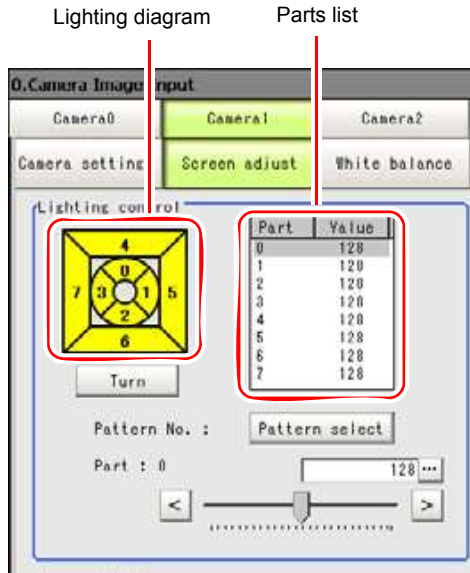 Lighting diagram Parts list
0.Camera Image Input
Camera0 Camera1 Camera2
Camera setting Screen adjust White balance
Lighting control
Part Value
0 128
1 128
2 128
3 128
4 128
5 128
6 128
7 128
4
0
7 3 1 5
2
6
Turn
Pattern No. : Pattern select
Part : 0 128 ...
< >